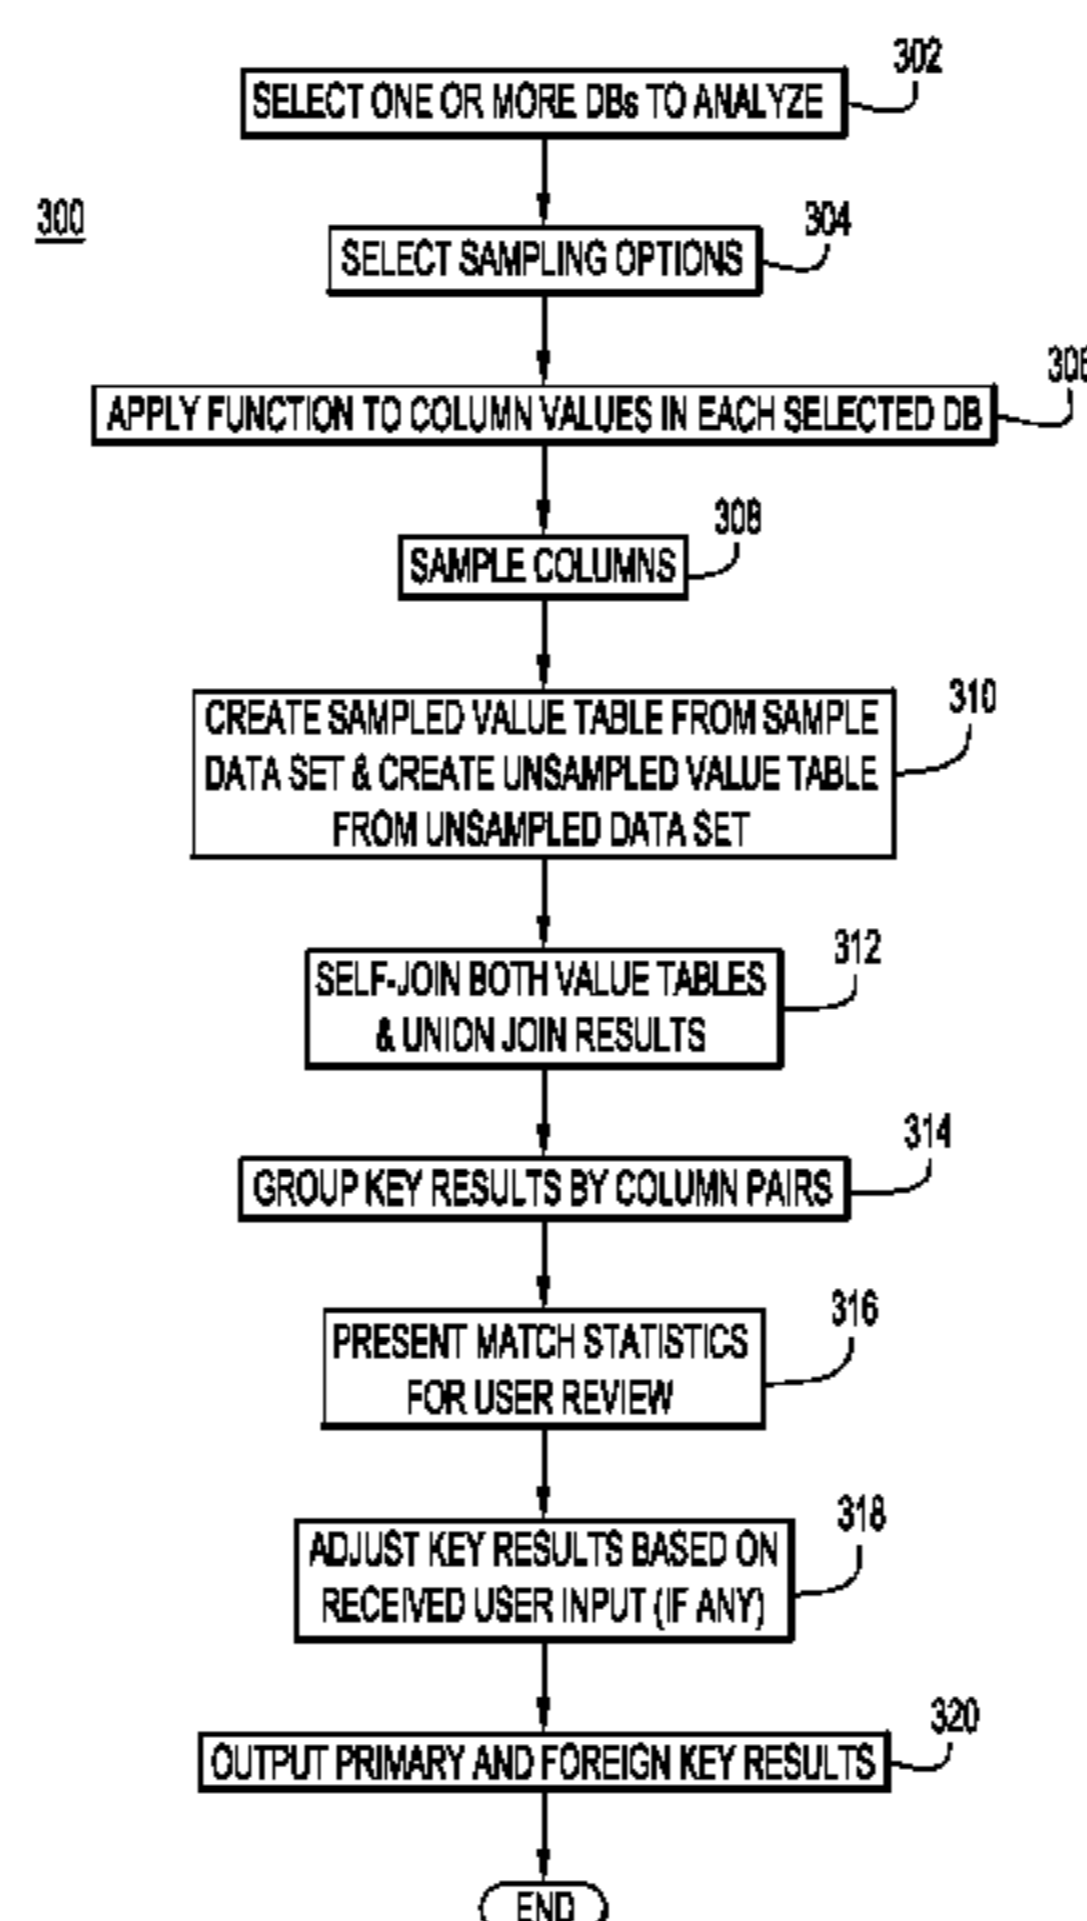 302
SELECT ONE OR MORE DBs TO ANALYZE
300
304
SELECT SAMPLING OPTIONS
306
APPLY FUNCTION TO COLUMN VALUES IN EACH SELECTED DB
308
SAMPLE COLUMNS
310
CREATE SAMPLED VALUE TABLE FROM SAMPLE
DATA SET & CREATE UNSAMPLED VALUE TABLE
FROM UNSAMPLED DATA SET
312
SELF-JOIN BOTH VALUE TABLES
& UNION JOIN RESULTS
314
GROUP KEY RESULTS BY COLUMN PAIRS
316
PRESENT MATCH STATISTICS
FOR USER REVIEW
318
ADJUST KEY RESULTS BASED ON
RECEIVED USER INPUT (IF ANY)
320
OUTPUT PRIMARY AND FOREIGN KEY RESULTS
END